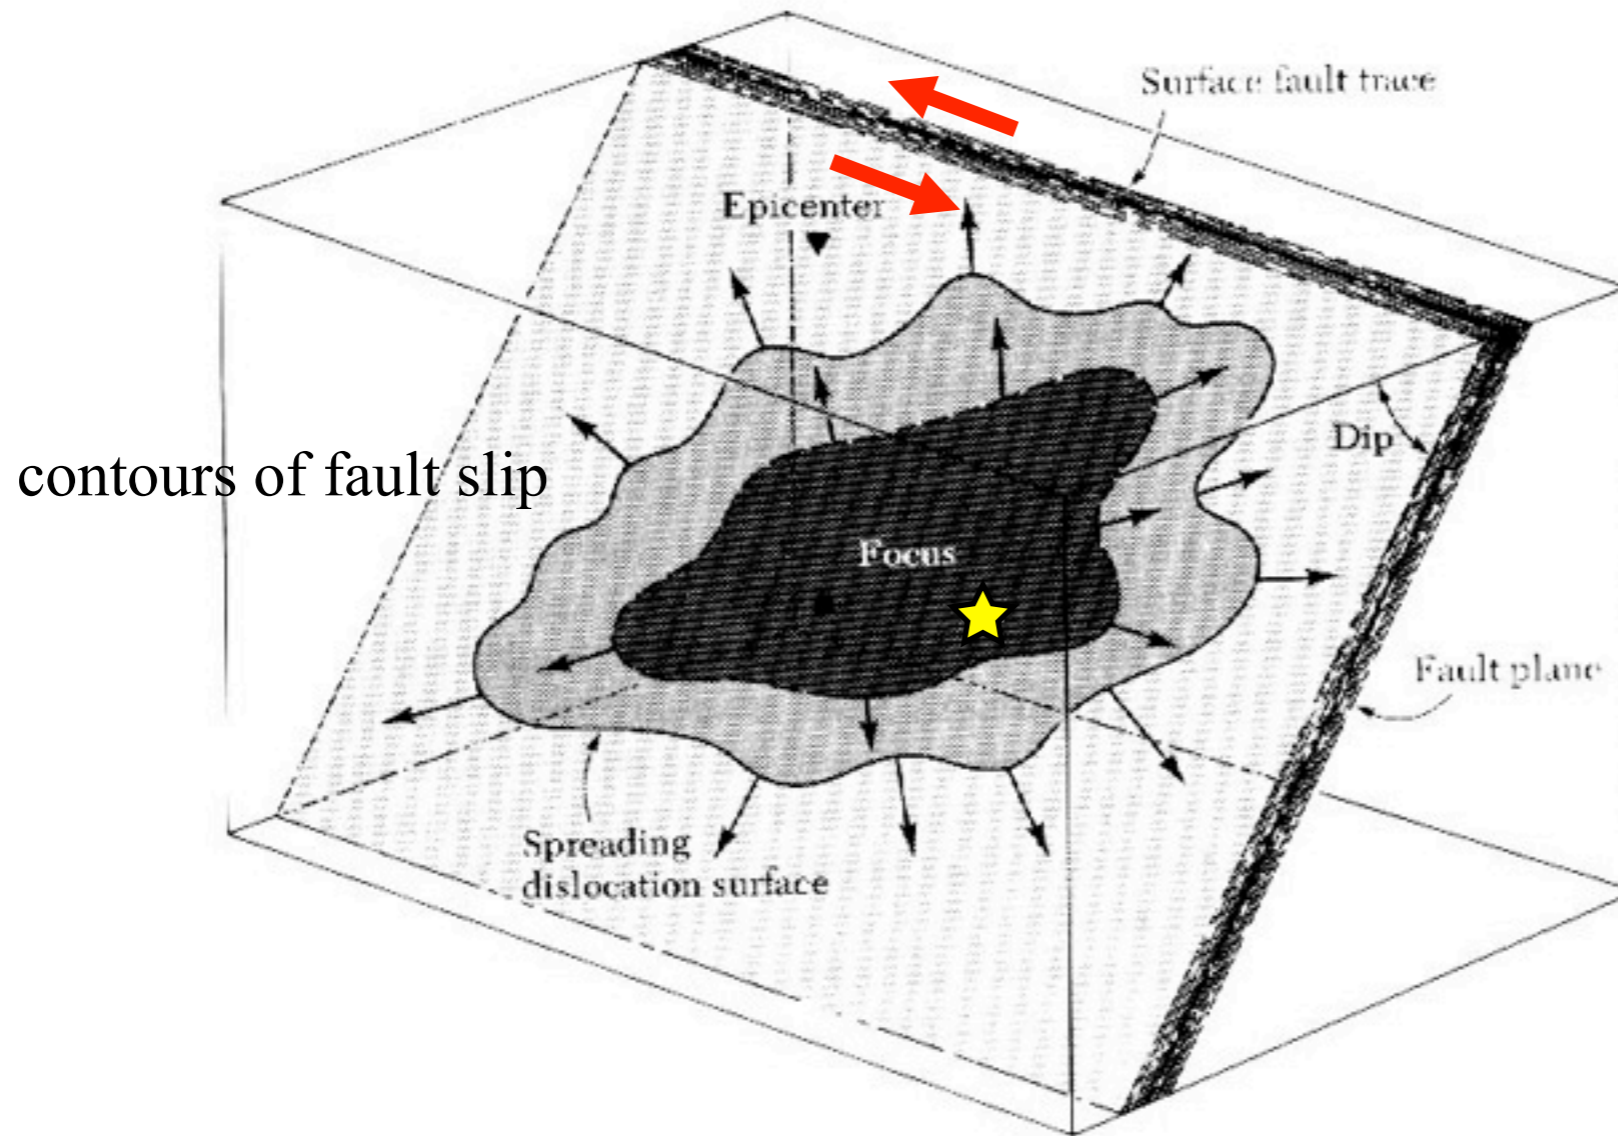 Surface fault trace
Epicenter
Dip
contours of fault slip
Focus
Fault plane
Spreading
dislocation surface